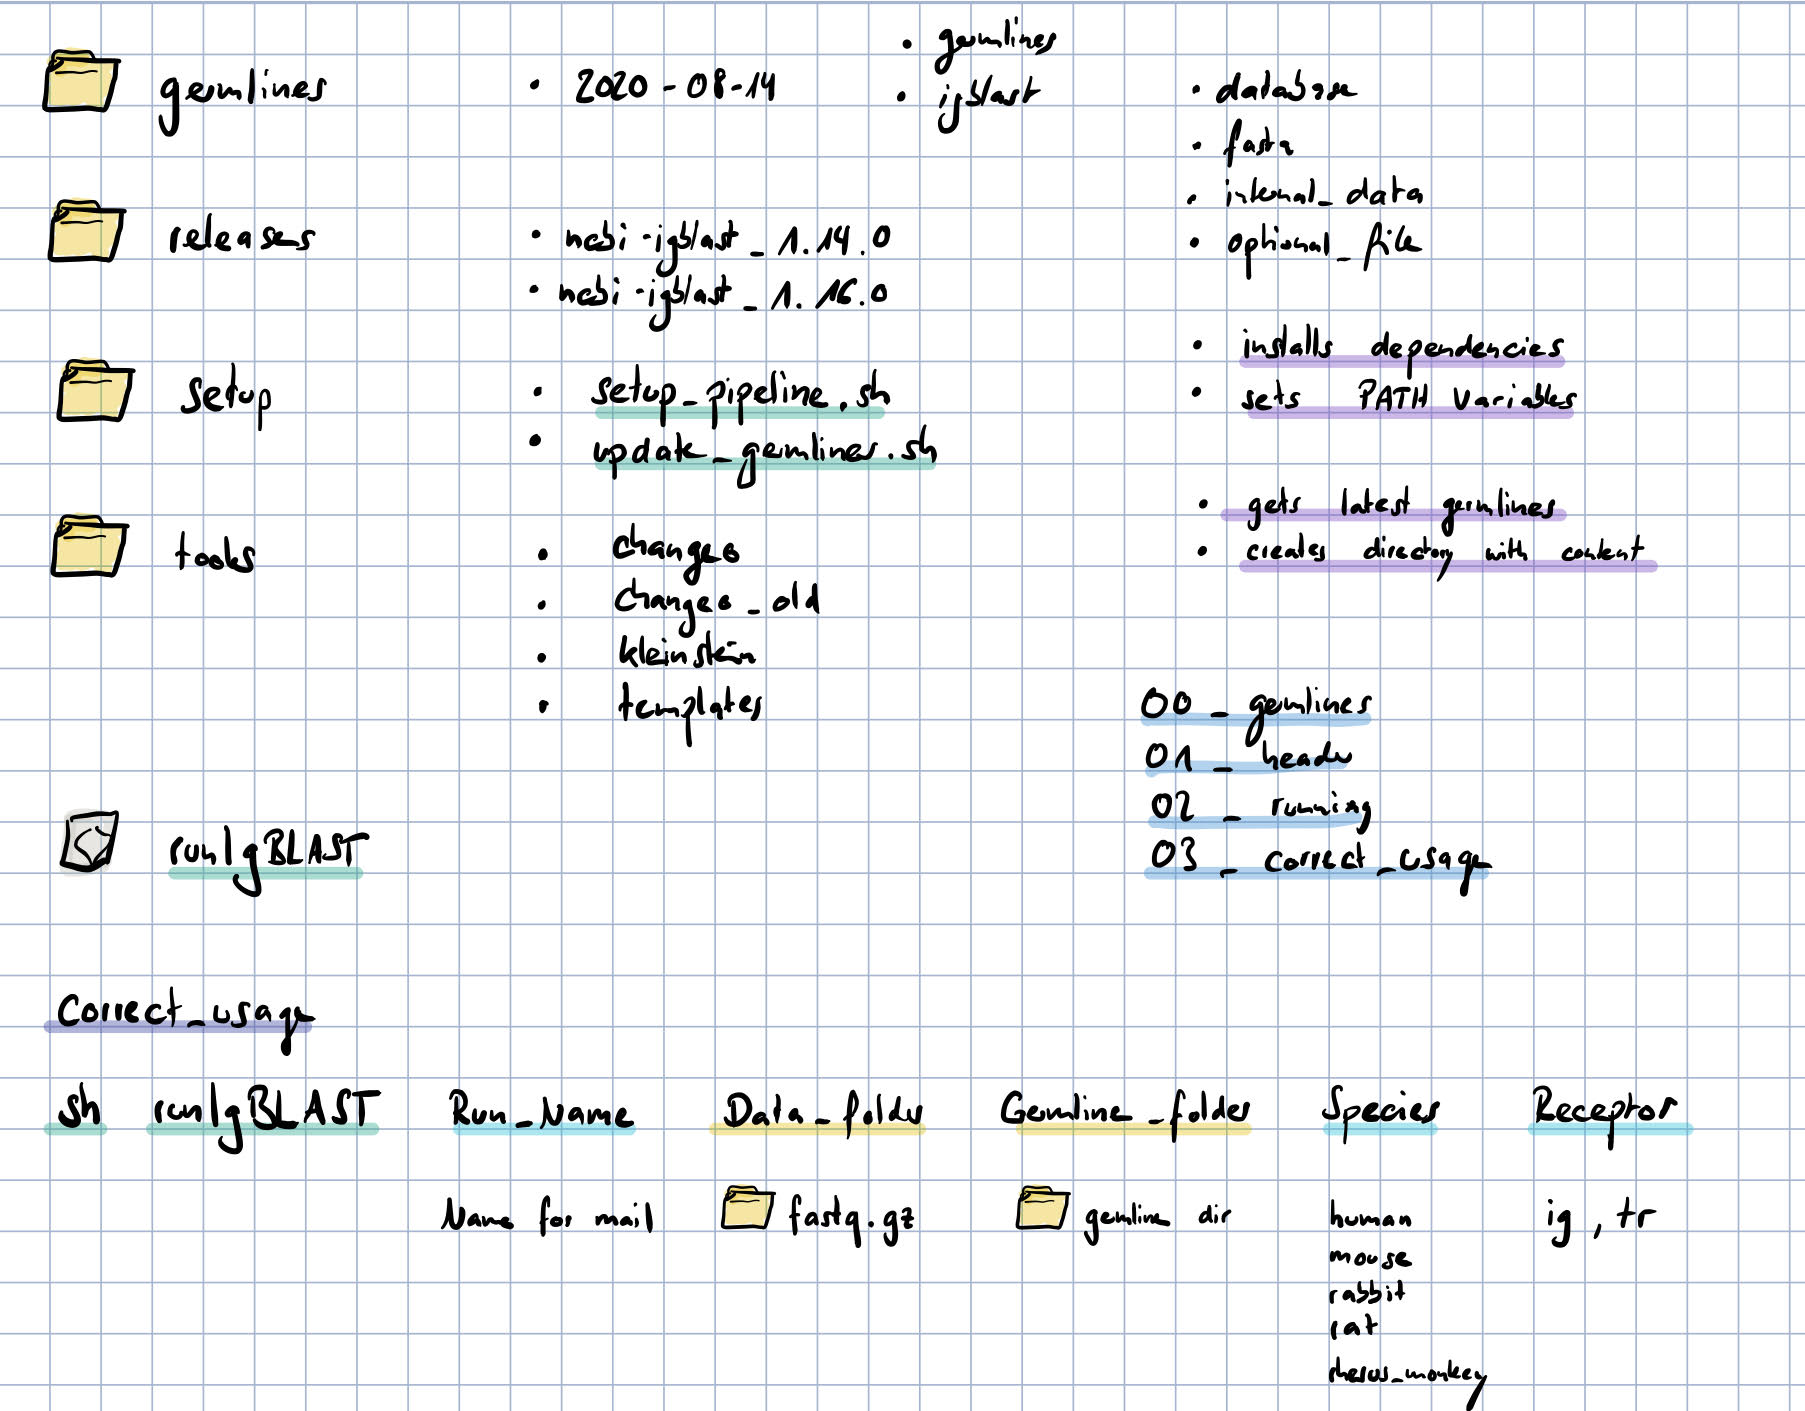 germlines
• 2020-08-14
• germlines
• igblast
• database
• fasta
• internal_data
• optional_file
releases
• ncbi-igblast_1.14.0
• ncbi-igblast_1.16.0
setup
• setup_pipeline.sh
• update_germlines.sh
• installs dependencies
• sets PATH Variables
• gets latest germlines
• creates directory with content
tools
• changeo
• changeo_old
• kleinstein
• templates
00_germlines
01_header
02_running
03_correct_usage
runIgBLAST
Correct_usage
sh runIgBLAST Run_Name Data_folder Germline_folder Species Receptor
Name for mail fastq.gz germline dir human ig, tr
mouse
rabbit
rat
rhesus_monkey